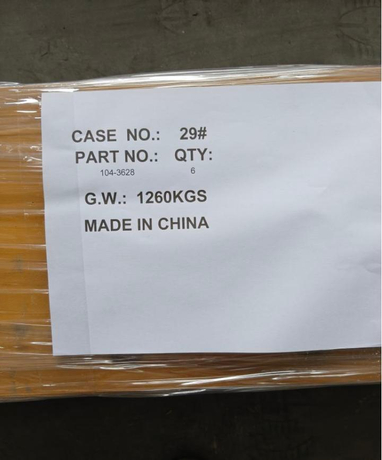 CASE NO.: 29#
PART NO.: QTY:
104-3628 6
G.W.: 1260KGS
MADE IN CHINA